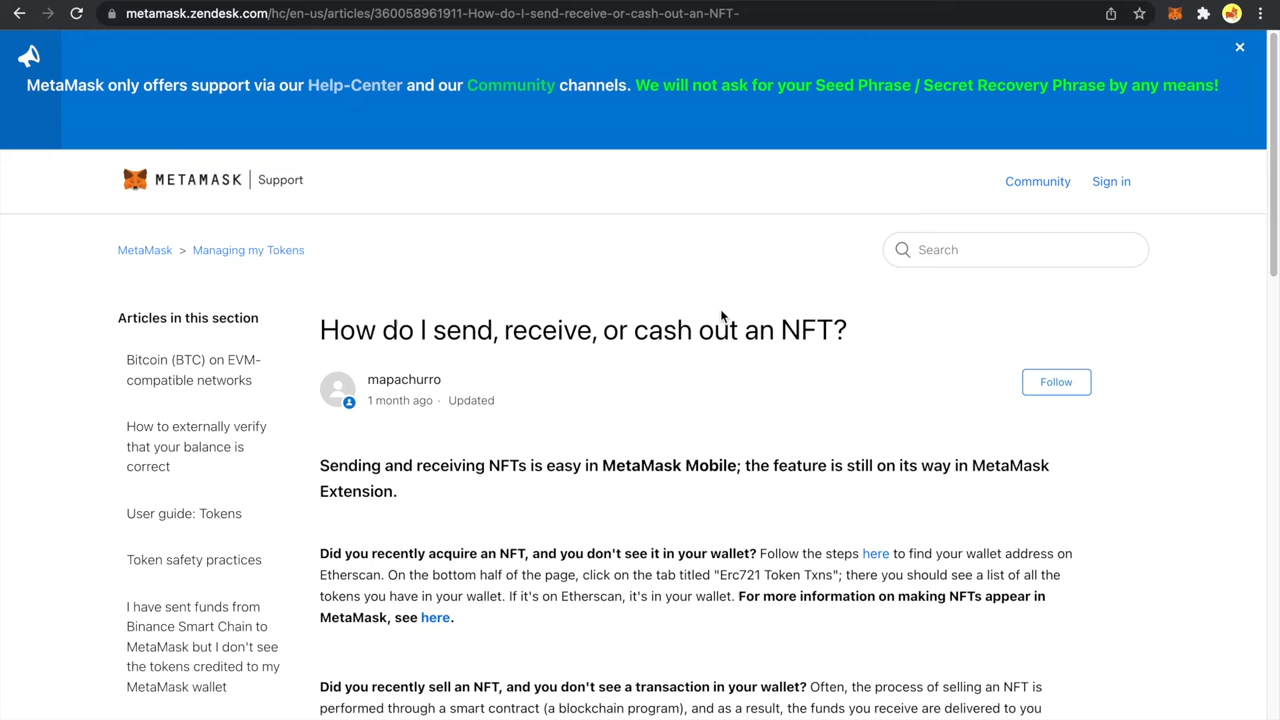 metamask.zendesk.com/hc/en-us/articles/360058961911-How-do-I-send-receive-or-cash-out-an-NFT-
MetaMask only offers support via our Help-Center and our Community channels. We will not ask for your Seed Phrase / Secret Recovery Phrase by any means!
METAMASK | Support
Community Sign in
MetaMask > Managing my Tokens
Search
Articles in this section
Bitcoin (BTC) on EVM-
compatible networks
How to externally verify
that your balance is
correct
User guide: Tokens
Token safety practices
I have sent funds from
Binance Smart Chain to
MetaMask but I don't see
the tokens credited to my
MetaMask wallet
How do I send, receive, or cash out an NFT?
mapachurro
1 month ago · Updated
Follow
Sending and receiving NFTs is easy in MetaMask Mobile; the feature is still on its way in MetaMask
Extension.
Did you recently acquire an NFT, and you don't see it in your wallet? Follow the steps here to find your wallet address on
Etherscan. On the bottom half of the page, click on the tab titled "Erc721 Token Txns"; there you should see a list of all the
tokens you have in your wallet. If it's on Etherscan, it's in your wallet. For more information on making NFTs appear in
MetaMask, see here.
Did you recently sell an NFT, and you don't see a transaction in your wallet? Often, the process of selling an NFT is
performed through a smart contract (a blockchain program), and as a result, the funds you receive are delivered to you